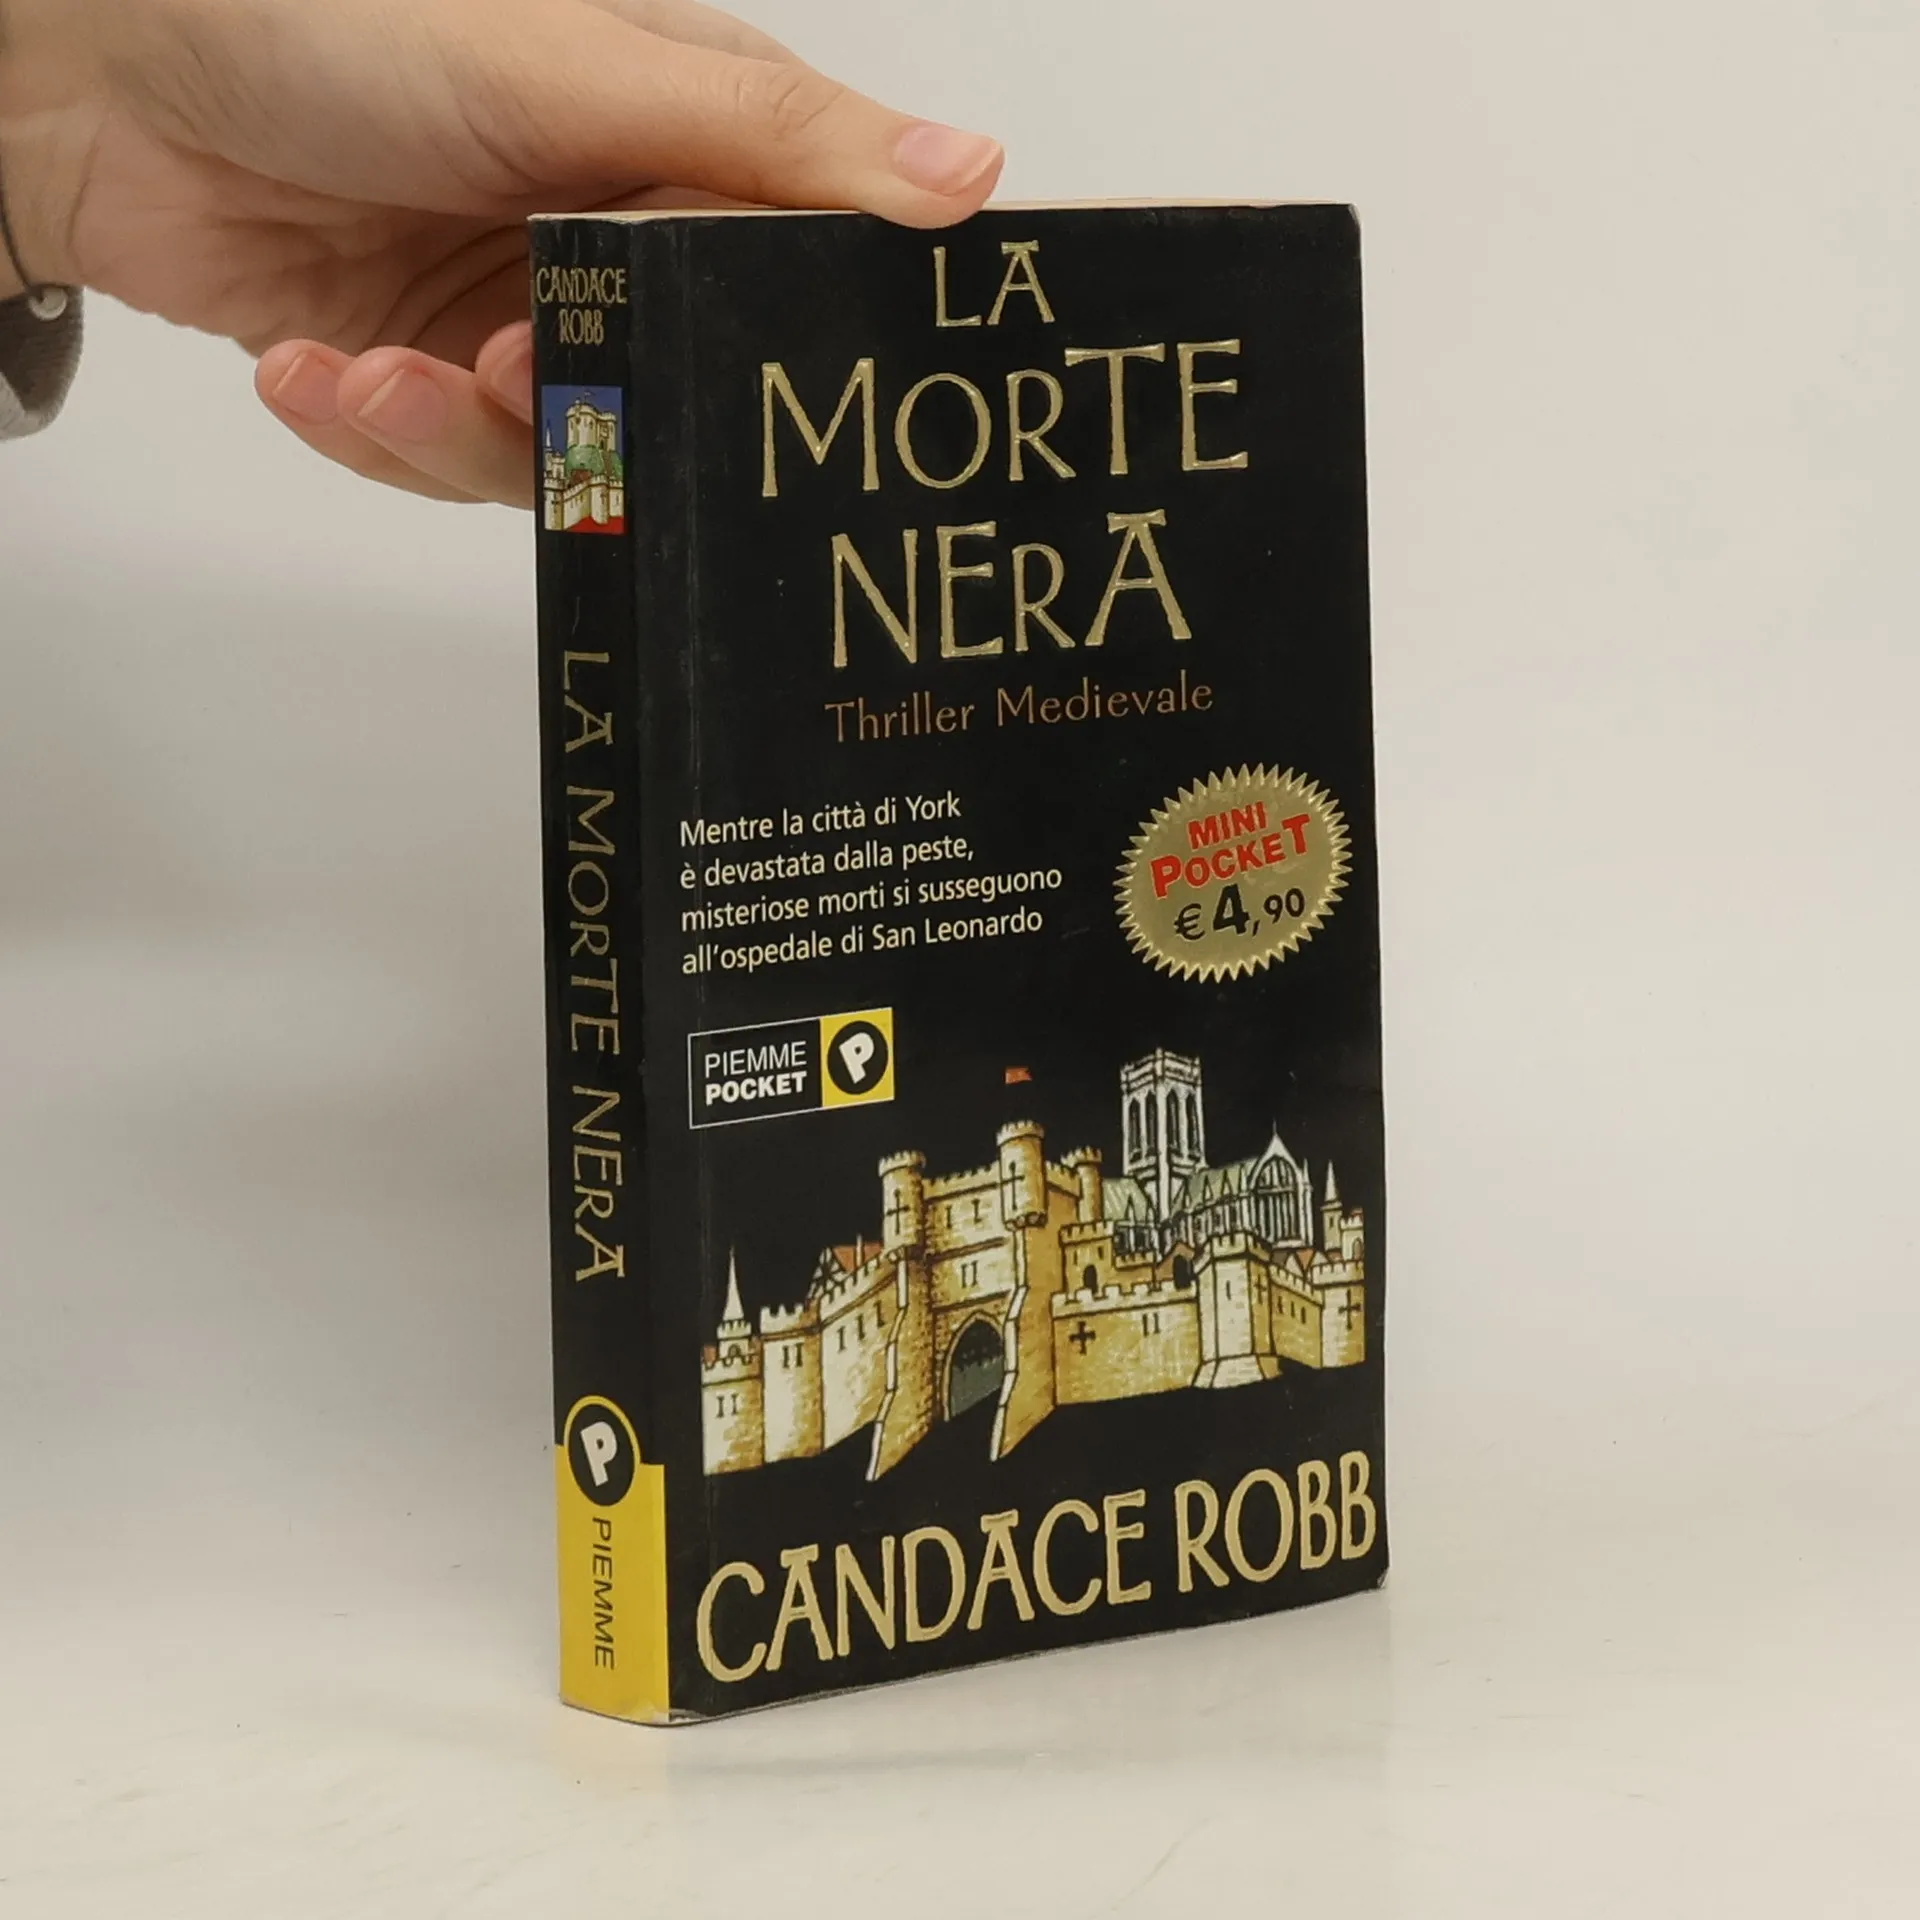 CANDACE
ROBB
LA MORTE NERA
P
PIEMME
LA
MORTE
NERA
Thriller Medievale
Mentre la città di York
è devastata dalla peste,
misteriose morti si susseguono
all'ospedale di San Leonardo
MINI
POCKET
€4,90
PIEMME
POCKET
P
CANDACE ROBB